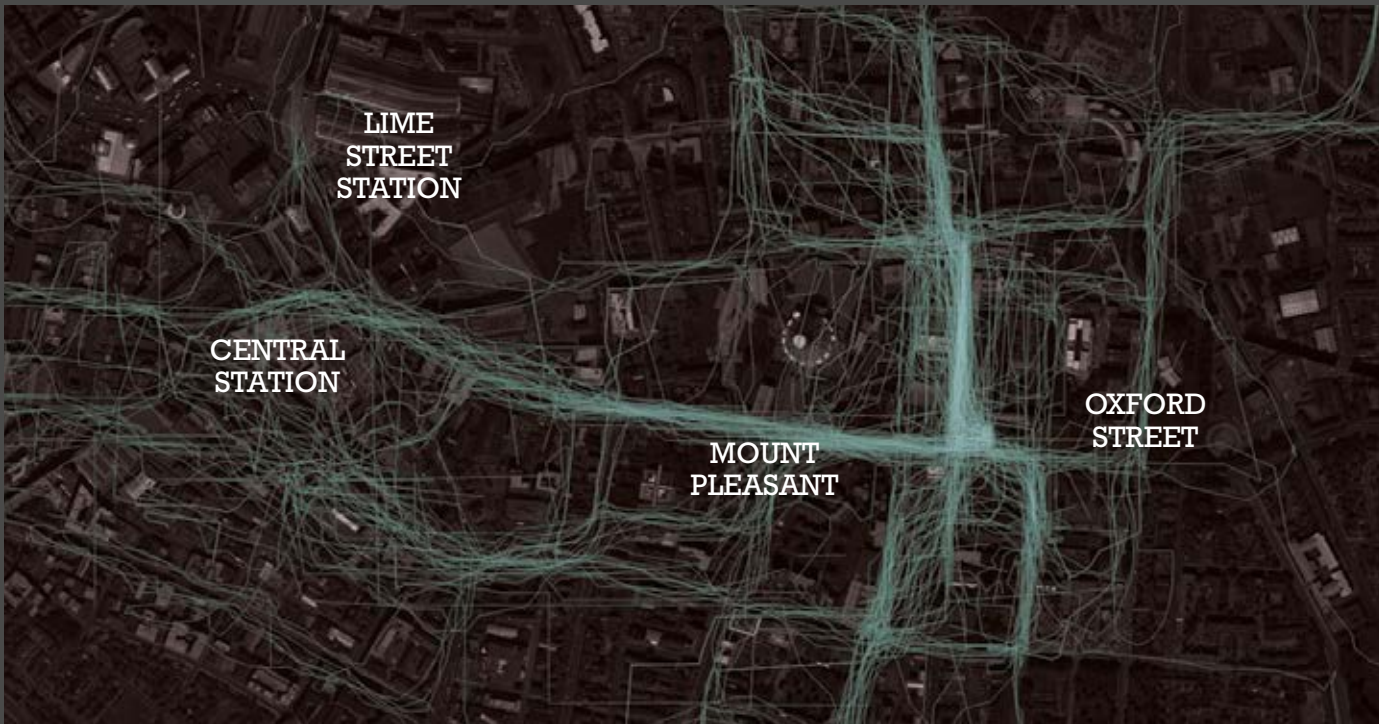 LIME
STREET
STATION
CENTRAL
STATION
OXFORD
STREET
MOUNT
PLEASANT